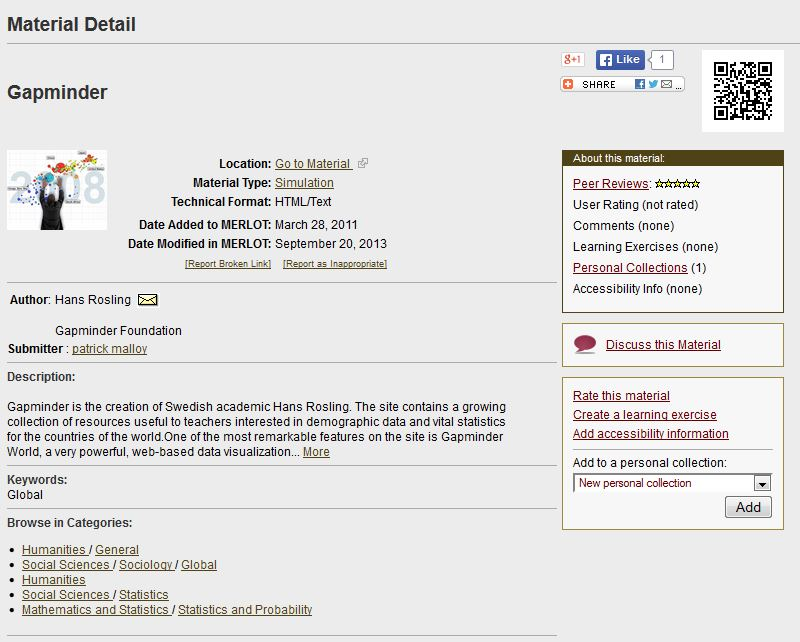 Material Detail
g+1
Like
1
SHARE
...
Gapminder
2008
Location: Go to Material
Material Type: Simulation
Technical Format: HTML/Text
Date Added to MERLOT: March 28, 2011
Date Modified in MERLOT: September 20, 2013
[Report Broken Link] [Report as Inappropriate]
Author: Hans Rosling
Gapminder Foundation
Submitter : patrick malloy
Description:
Gapminder is the creation of Swedish academic Hans Rosling. The site contains a growing
collection of resources useful to teachers interested in demographic data and vital statistics
for the countries of the world.One of the most remarkable features on the site is Gapminder
World, a very powerful, web-based data visualization... More
Keywords:
Global
Browse in Categories:
• Humanities / General
• Social Sciences / Sociology / Global
• Humanities
• Social Sciences / Statistics
• Mathematics and Statistics / Statistics and Probability
About this material:
Peer Reviews:
User Rating (not rated)
Comments (none)
Learning Exercises (none)
Personal Collections (1)
Accessibility Info (none)
Discuss this Material
Rate this material
Create a learning exercise
Add accessibility information
Add to a personal collection:
New personal collection
Add